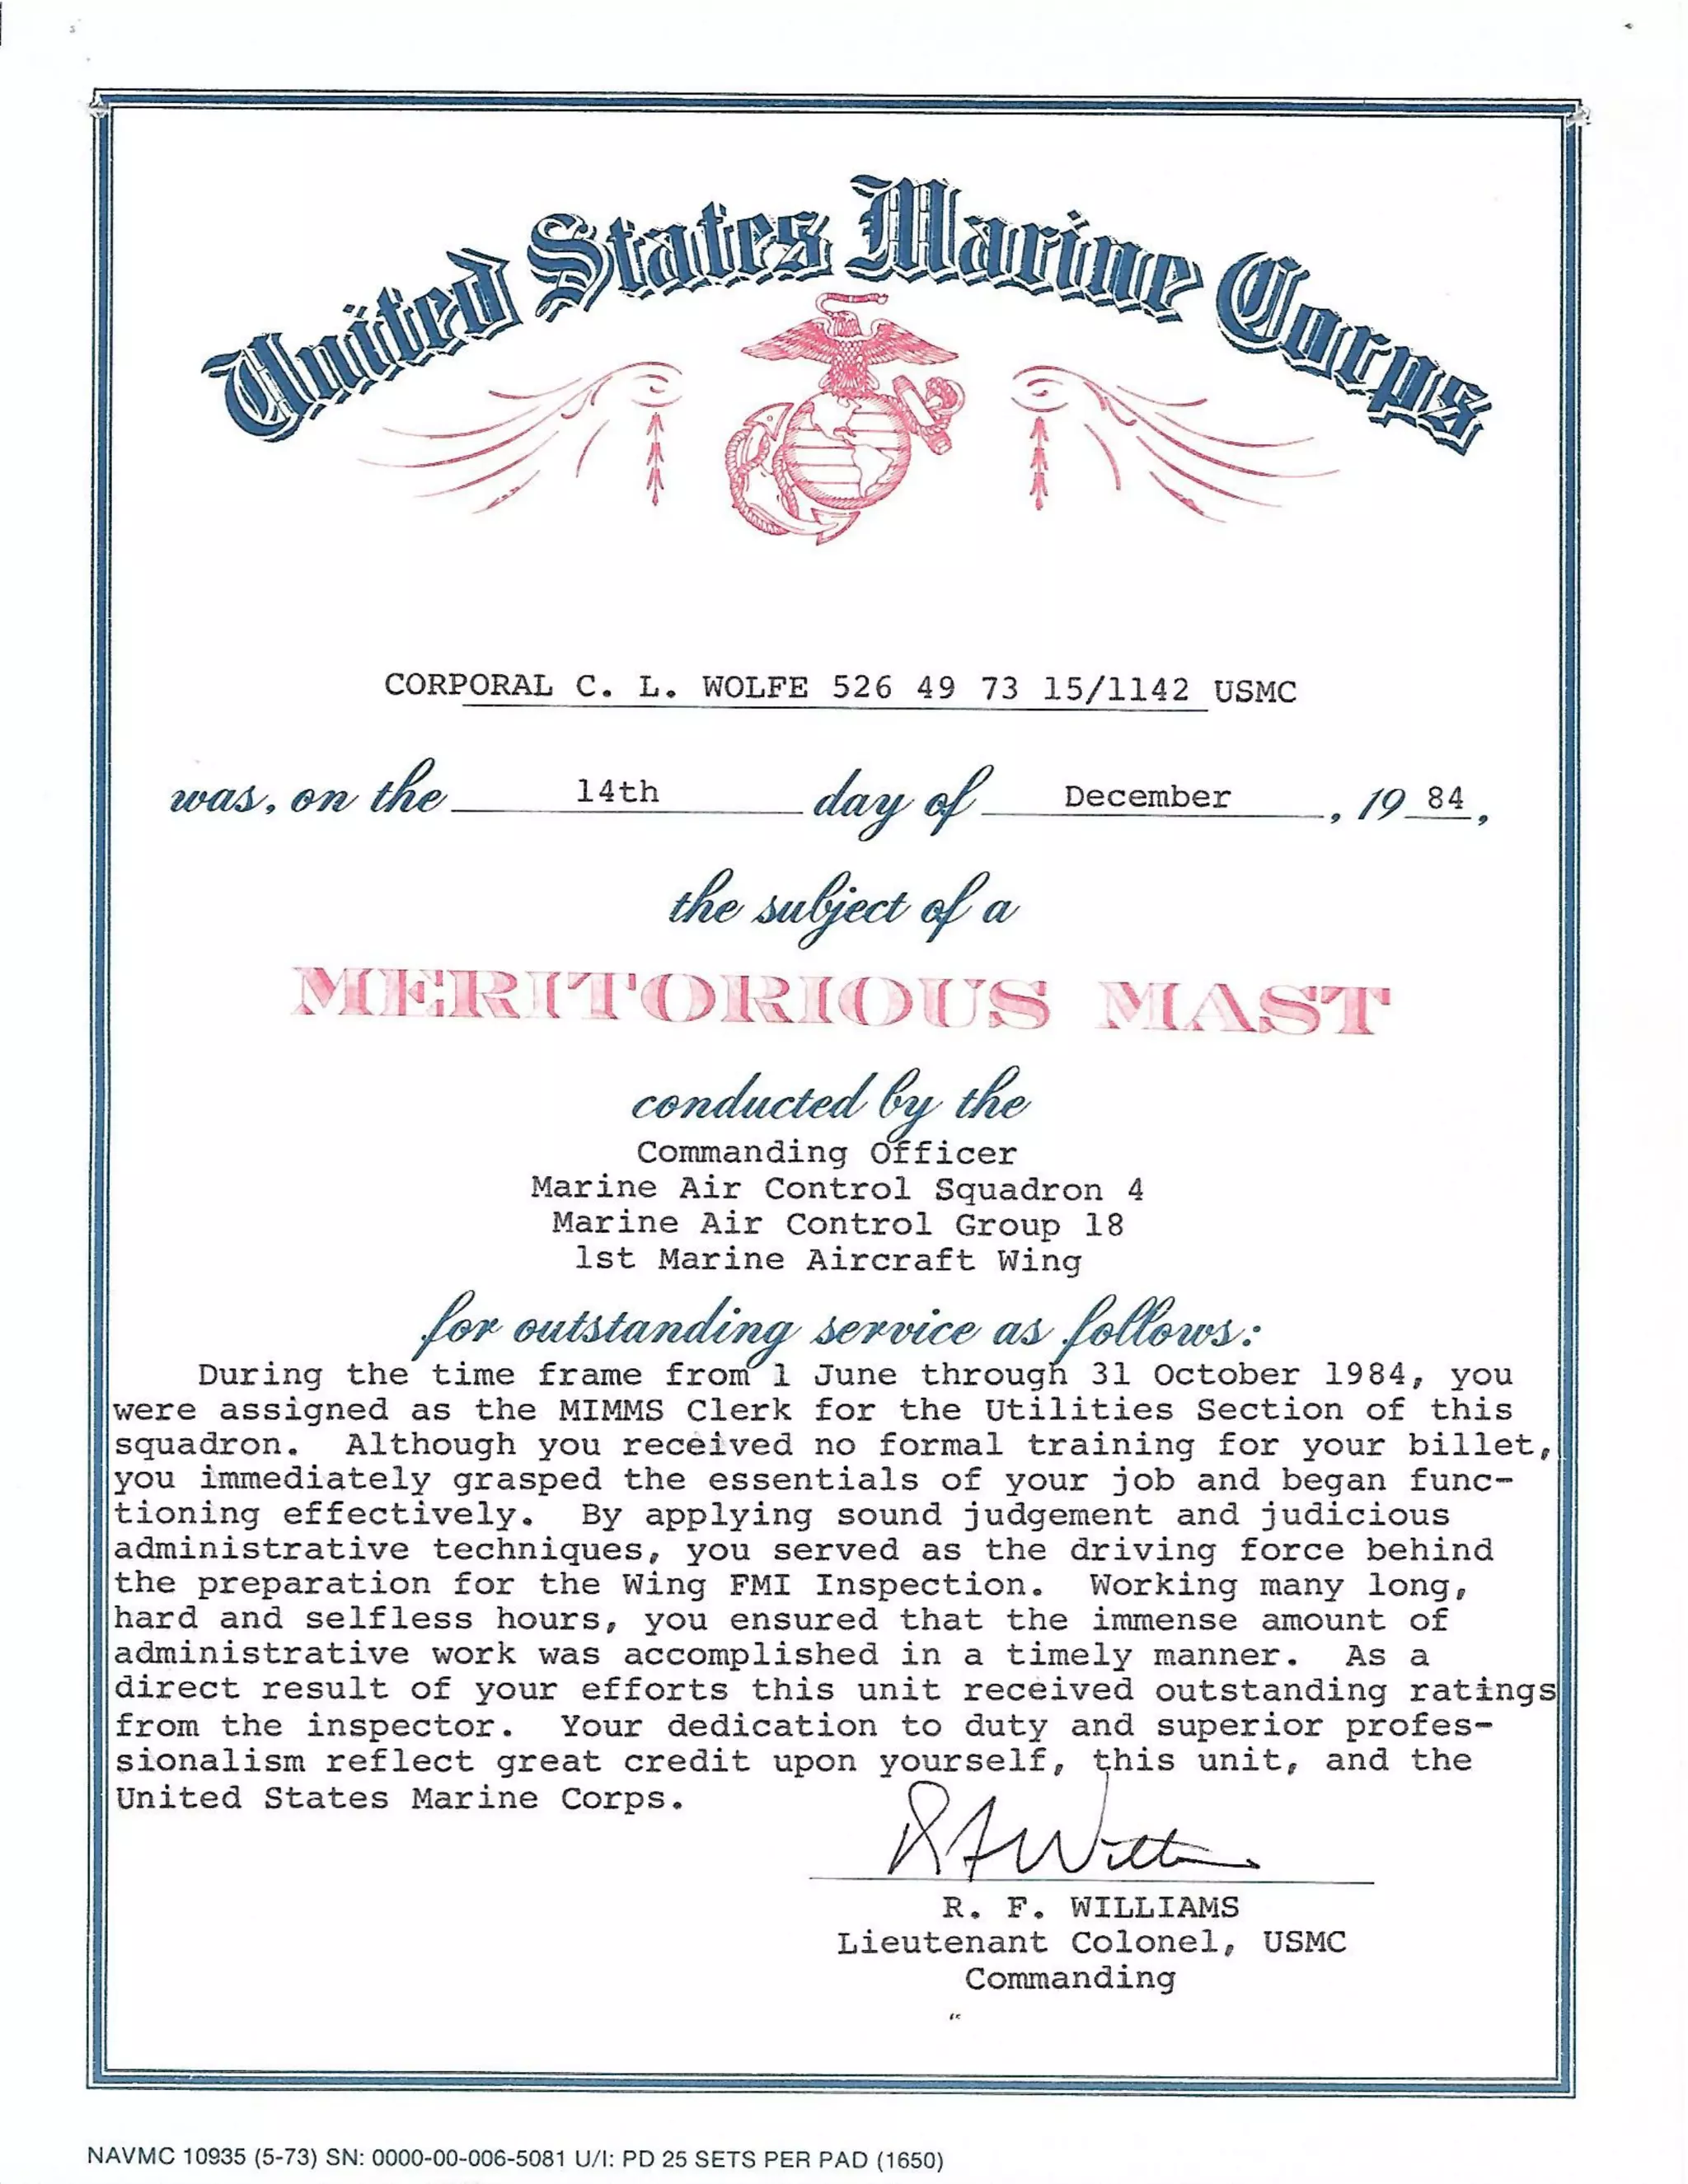 United States Marine Corps
CORPORAL C. L. WOLFE 526 49 73 15/1142 USMC
was, on the 14th day of December, 19 84,
the subject of a
MERITORIOUS MAST
conducted by the
Commanding Officer
Marine Air Control Squadron 4
Marine Air Control Group 18
1st Marine Aircraft Wing
for outstanding service as follows:
During the time frame from 1 June through 31 October 1984, you
were assigned as the MIMMS Clerk for the Utilities Section of this
squadron. Although you received no formal training for your billet,
you immediately grasped the essentials of your job and began func-
tioning effectively. By applying sound judgement and judicious
administrative techniques, you served as the driving force behind
the preparation for the Wing FMI Inspection. Working many long,
hard and selfless hours, you ensured that the immense amount of
administrative work was accomplished in a timely manner. As a
direct result of your efforts this unit received outstanding ratings
from the inspector. Your dedication to duty and superior profes-
sionalism reflect great credit upon yourself, this unit, and the
United States Marine Corps.
R. F. WILLIAMS
Lieutenant Colonel, USMC
Commanding
NAVMC 10935 (5-73) SN: 0000-00-006-5081 U/I: PD 25 SETS PER PAD (1650)